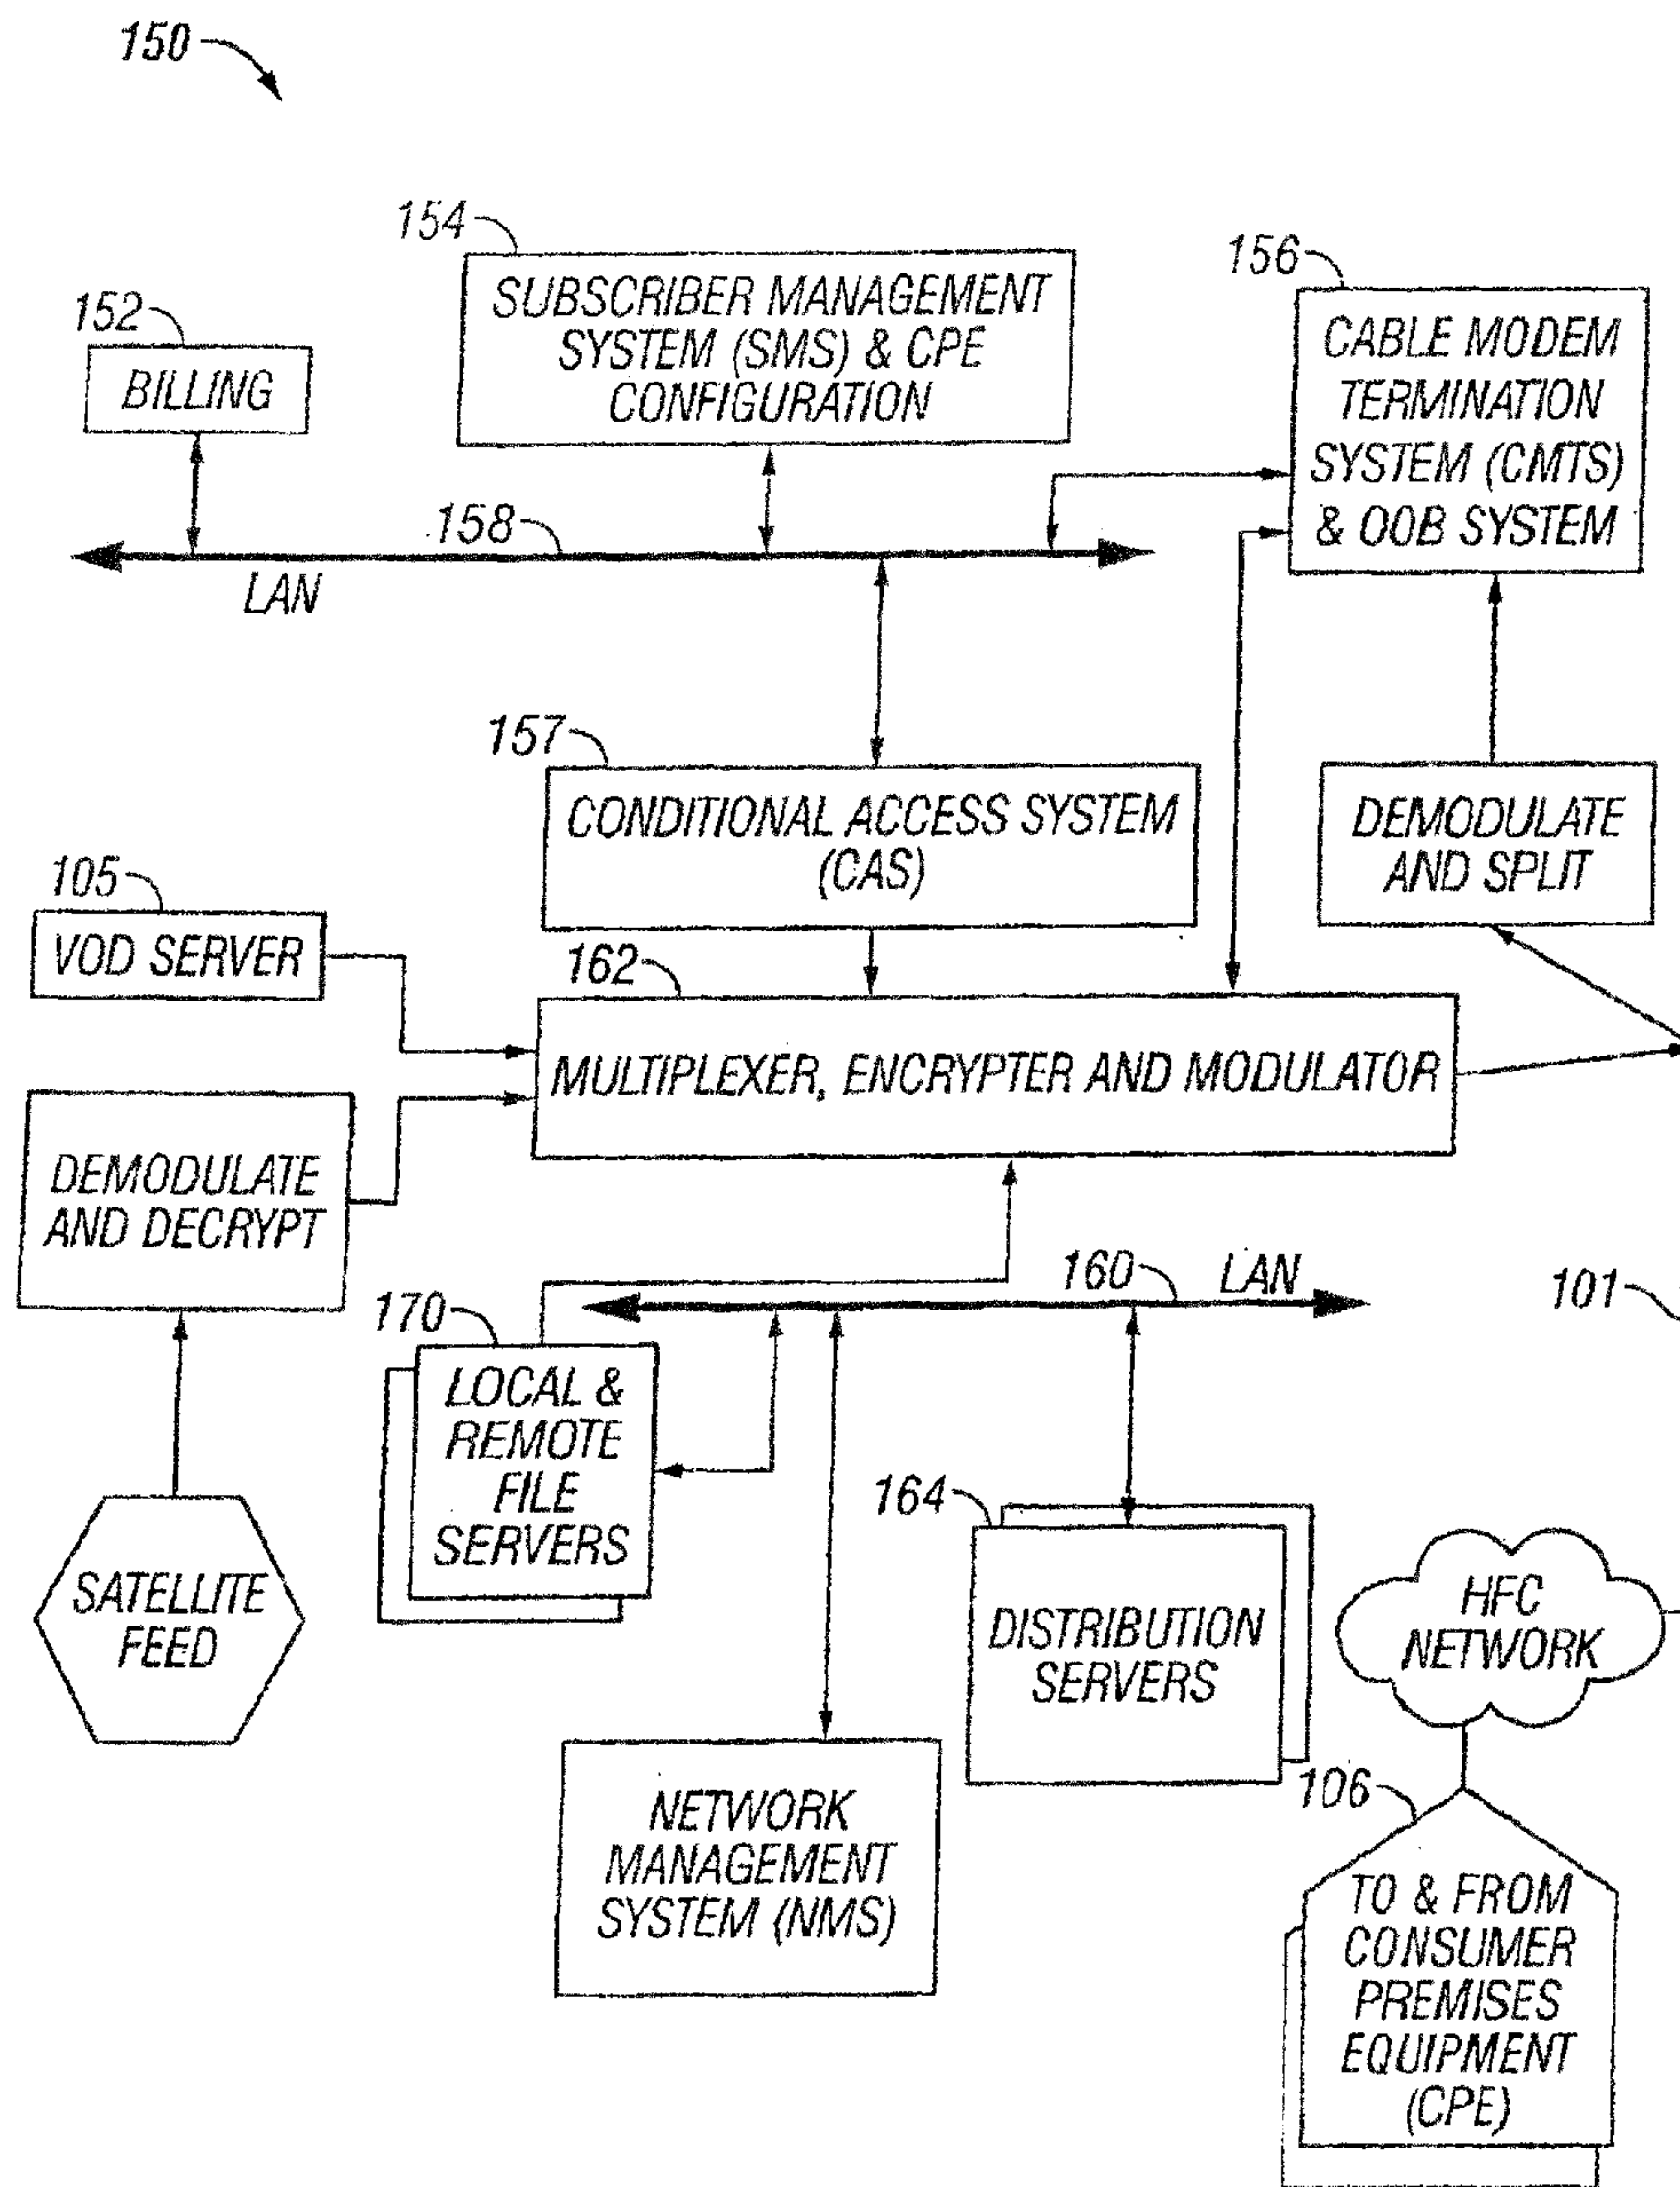 150
154
SUBSCRIBER MANAGEMENT
SYSTEM (SMS) & CPE
CONFIGURATION
156
CABLE MODEM
TERMINATION
SYSTEM (CMTS)
& OOB SYSTEM
152
BILLING
158
LAN
157
CONDITIONAL ACCESS SYSTEM
(CAS)
DEMODULATE
AND SPLIT
105
VOD SERVER
162
MULTIPLEXER, ENCRYPTER AND MODULATOR
DEMODULATE
AND DECRYPT
160
LAN
101
170
LOCAL &
REMOTE
FILE
SERVERS
164
DISTRIBUTION
SERVERS
SATELLITE
FEED
HFC
NETWORK
NETWORK
MANAGEMENT
SYSTEM (NMS)
106
TO & FROM
CONSUMER
PREMISES
EQUIPMENT
(CPE)